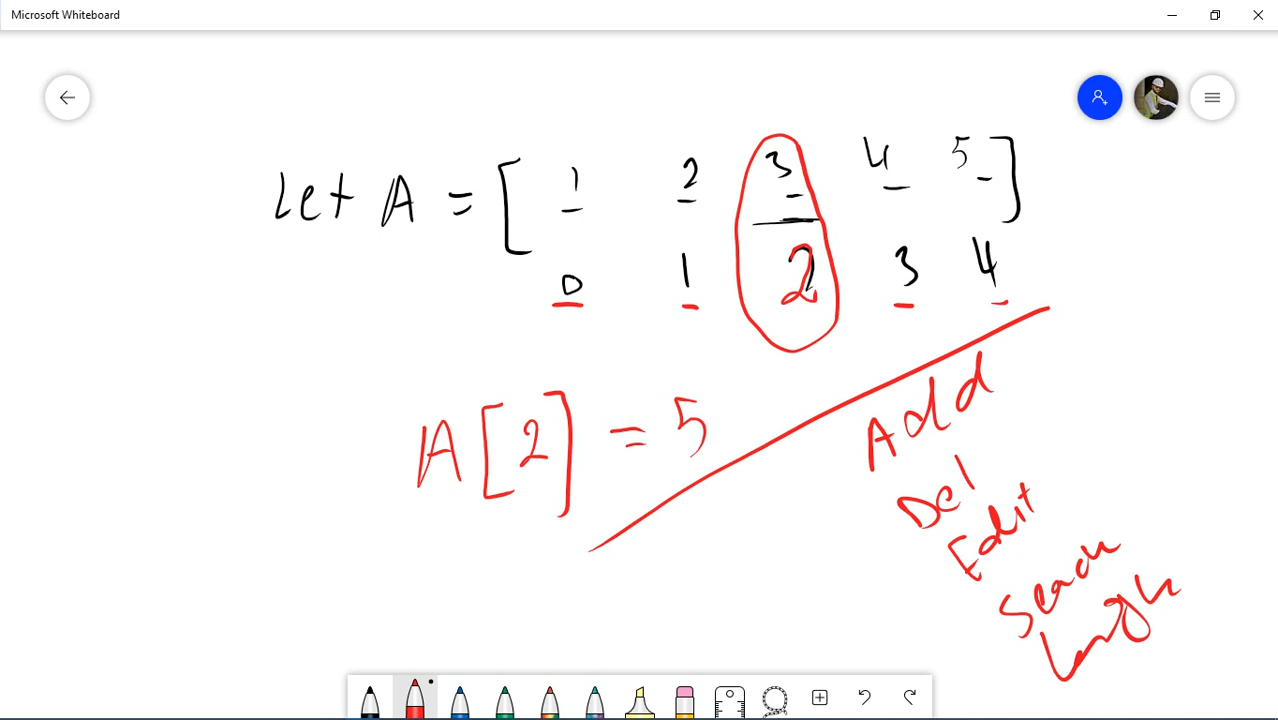 Microsoft Whiteboard
Let A = [ 1 2 3 4 5 ]
0 1 2 3 4
A [ 2 ] = 5
Add
Del
Edit
Search
Length